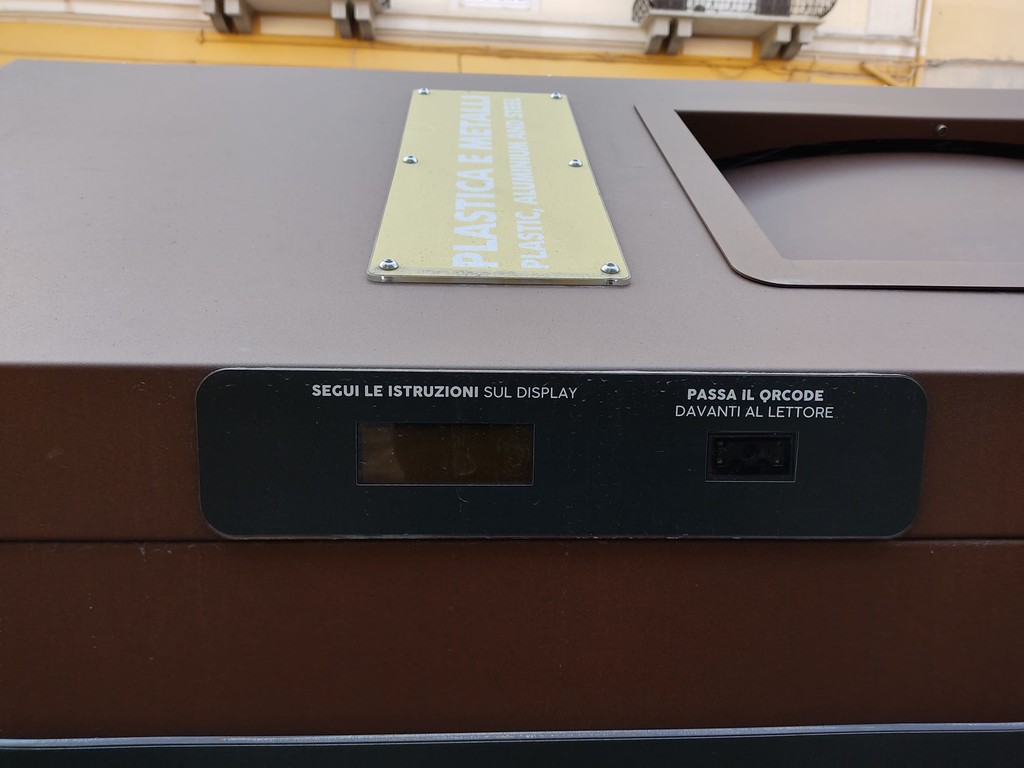 PLASTICA E METALLI
PLASTIC, ALUMINIUM AND STEEL
SEGUI LE ISTRUZIONI SUL DISPLAY
PASSA IL QRCODE
DAVANTI AL LETTORE